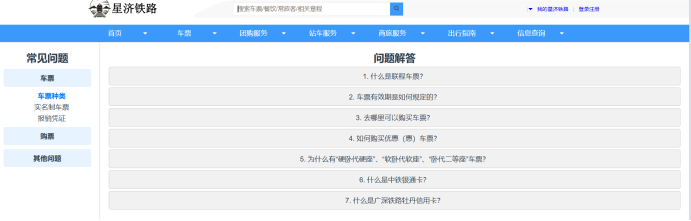 星济铁路
搜索车票/餐饮/常旅客/相关章程
我的星济铁路 | 登录注册
首页 车票 团购服务 站车服务 商旅服务 出行指南 信息查询
常见问题
车票
车票种类
实名制车票
报销凭证
购票
其他问题
问题解答
1. 什么是联程车票?
2. 车票有效期是如何规定的?
3. 去哪里可以购买车票?
4. 如何购买优惠（惠）车票?
5. 为什么有"硬卧代硬座"、"软卧代软座"、"卧代二等座"车票?
6. 什么是中铁银通卡?
7. 什么是广深铁路牡丹信用卡?